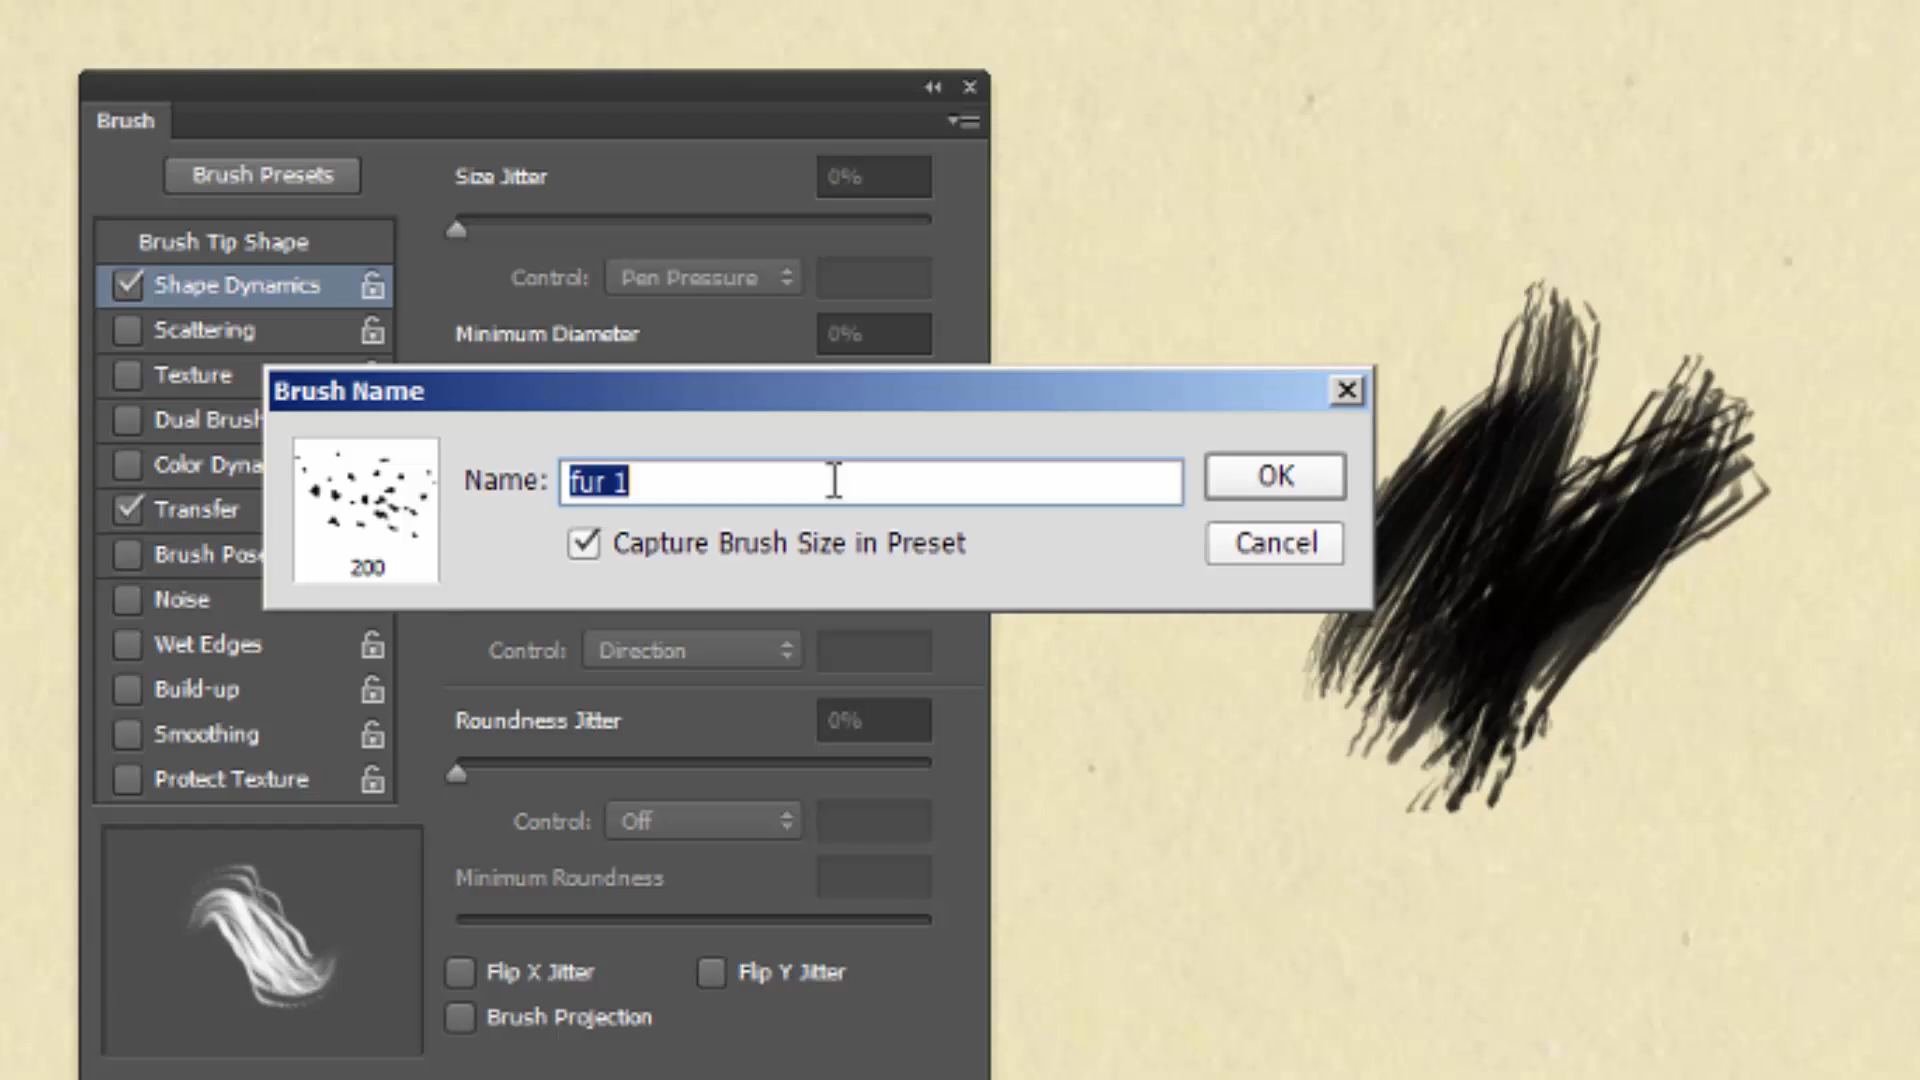 Brush
Brush Presets
Size Jitter
0%
Brush Tip Shape
Shape Dynamics
Control:
Pen Pressure
Scattering
Minimum Diameter
0%
Texture
Brush Name
Dual Brush
Color Dyna
Name:
fur 1
OK
Transfer
Capture Brush Size in Preset
Cancel
Brush Pose
200
Noise
Wet Edges
Control:
Direction
Build-up
Roundness Jitter
0%
Smoothing
Protect Texture
Control:
Off
Minimum Roundness
Flip X Jitter
Flip Y Jitter
Brush Projection